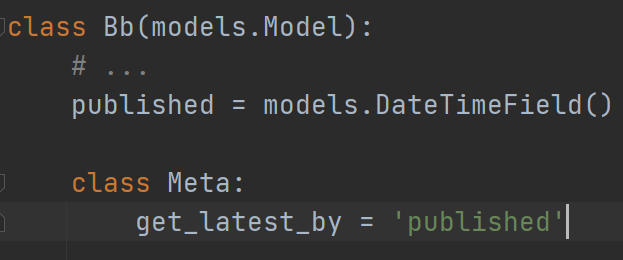 class Bb(models.Model):
    # ...
    published = models.DateTimeField()
    class Meta:
        get_latest_by = 'published'